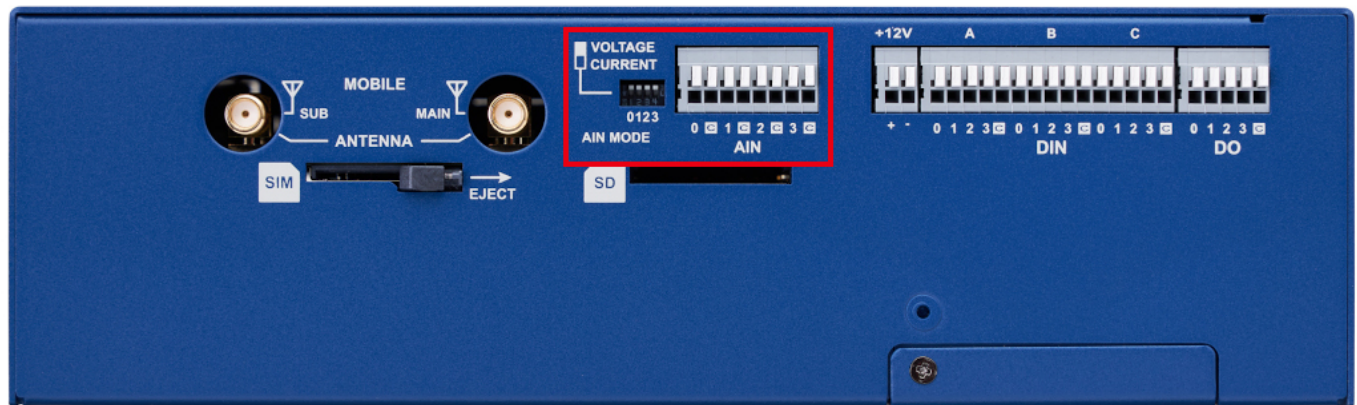 MOBILE
SUB
MAIN
ANTENNA
SIM
EJECT
VOLTAGE
CURRENT
0123
AIN MODE
0 C 1 C 2 C 3 C
AIN
SD
+12V A B C
+ - 0 1 2 3 C 0 1 2 3 C 0 1 2 3 C 0 1 2 3 C
DIN DO